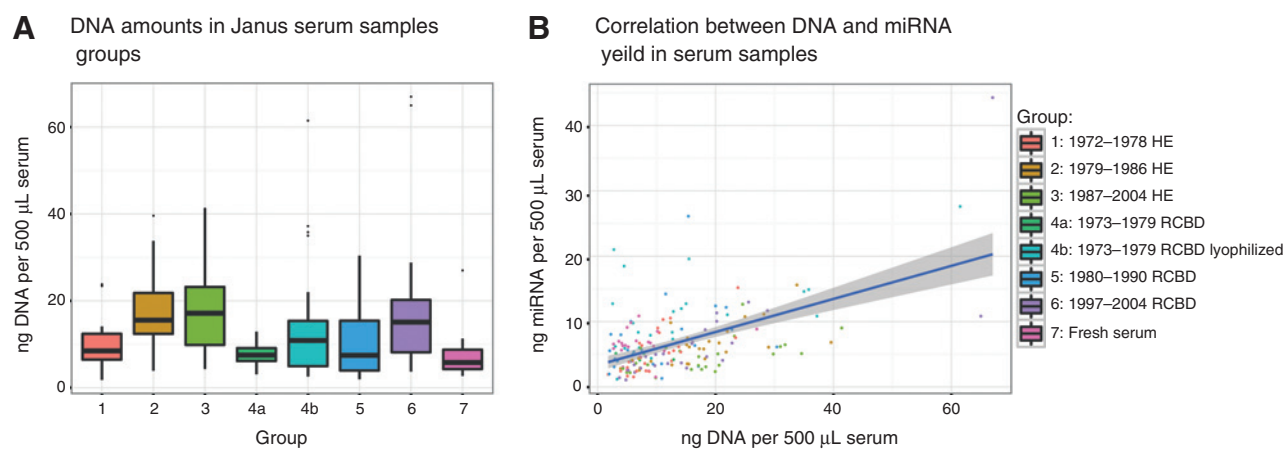 A
DNA amounts in Janus serum samples
groups
ng DNA per 500 μL serum
60
40
20
0
1 2 3 4a 4b 5 6 7
Group
B
Correlation between DNA and miRNA
yeild in serum samples
ng miRNA per 500 μL serum
40
30
20
10
0
0 20 40 60
ng DNA per 500 μL serum
Group:
1: 1972–1978 HE
2: 1979–1986 HE
3: 1987–2004 HE
4a: 1973–1979 RCBD
4b: 1973–1979 RCBD lyophilized
5: 1980–1990 RCBD
6: 1997–2004 RCBD
7: Fresh serum